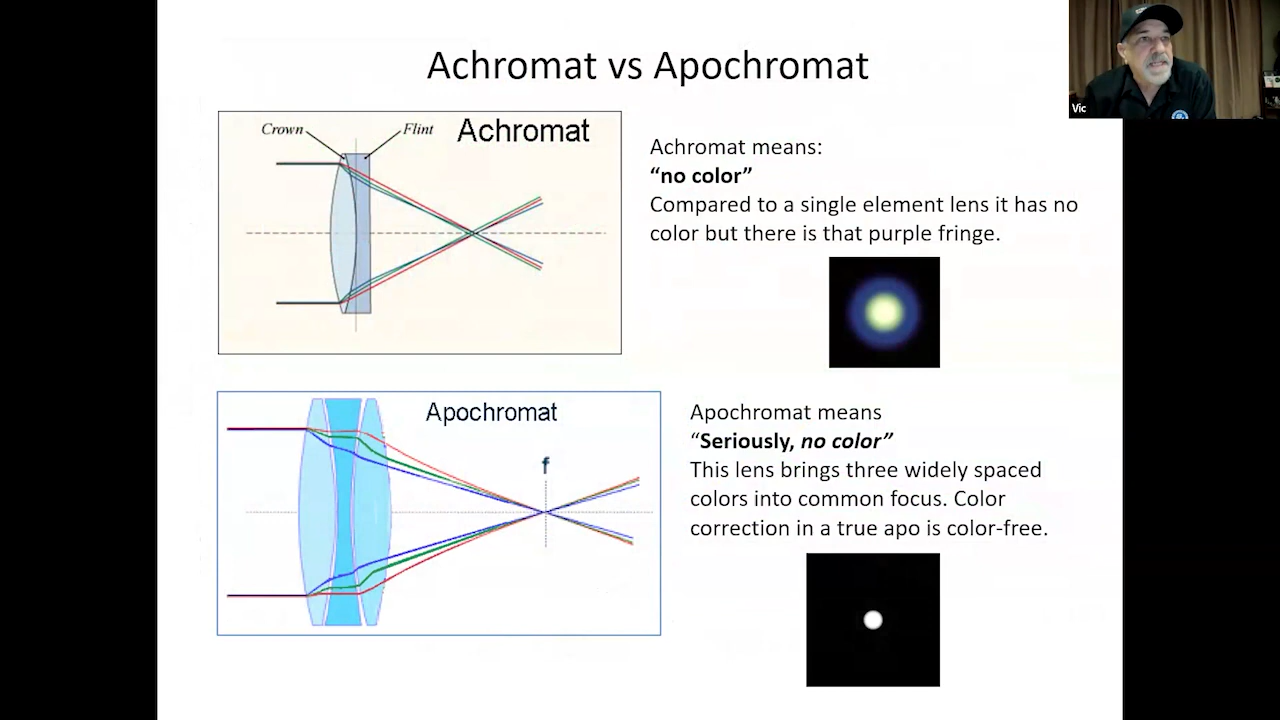 Achromat vs Apochromat
Vic
Crown
Flint
Achromat
Achromat means:
“no color”
Compared to a single element lens it has no
color but there is that purple fringe.
Apochromat
f
Apochromat means
“Seriously, no color”
This lens brings three widely spaced
colors into common focus. Color
correction in a true apo is color-free.